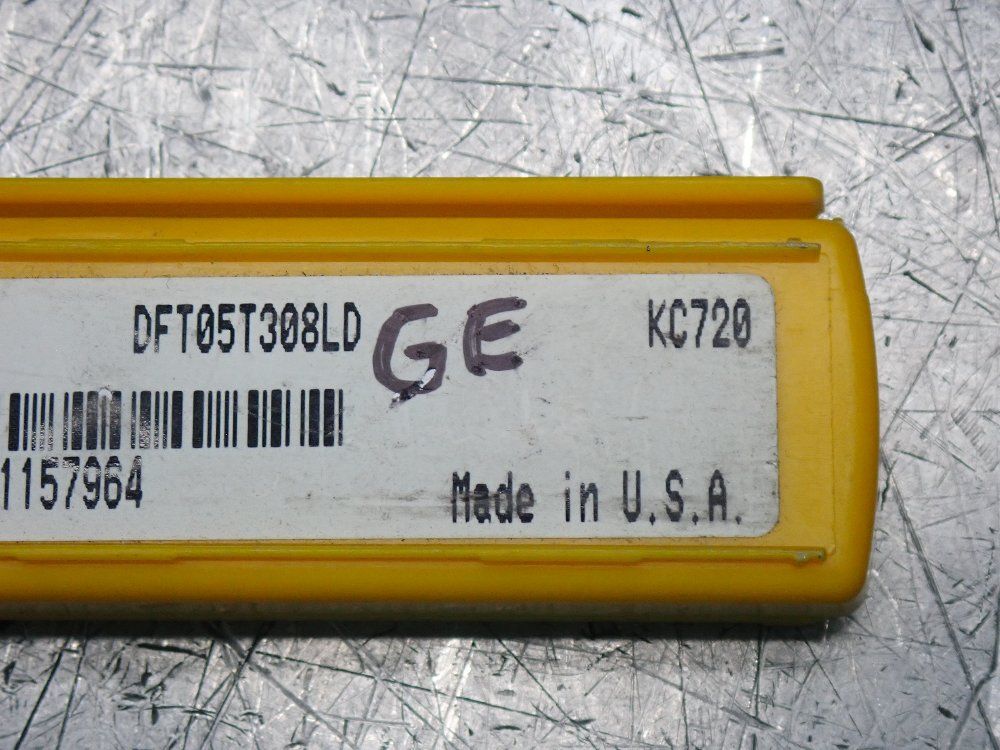 DFT05T308LD GE KC720
1157964
Made in U.S.A.